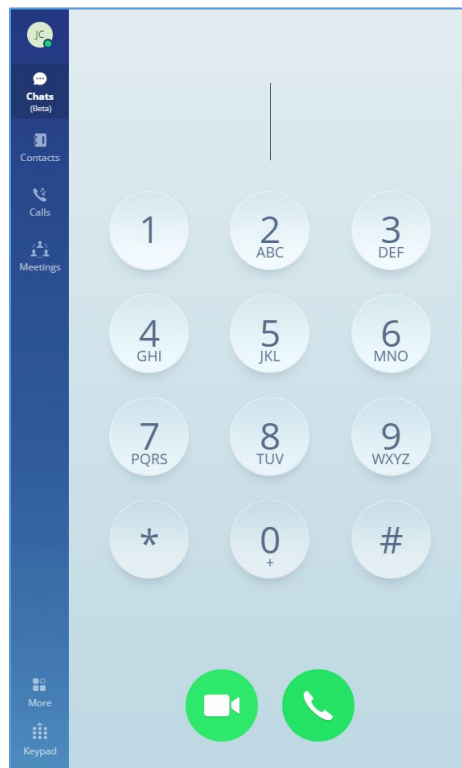 JC
Chats
(Beta)
Contacts
Calls
Meetings
More
Keypad
1
2
ABC
3
DEF
4
GHI
5
JKL
6
MNO
7
PQRS
8
TUV
9
WXYZ
*
0
+
#